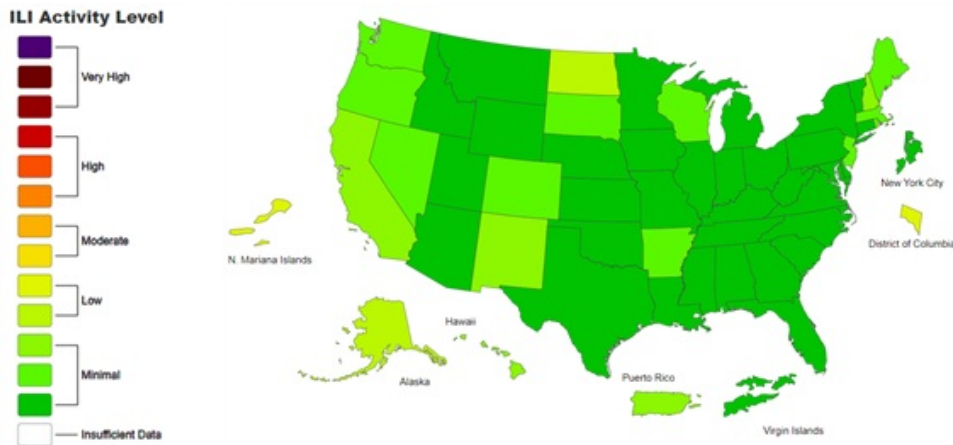 ILI Activity Level
Very High
High
Moderate
Low
Minimal
Insufficient Data
New York City
District of Columbia
N. Mariana Islands
Hawaii
Alaska
Puerto Rico
Virgin Islands